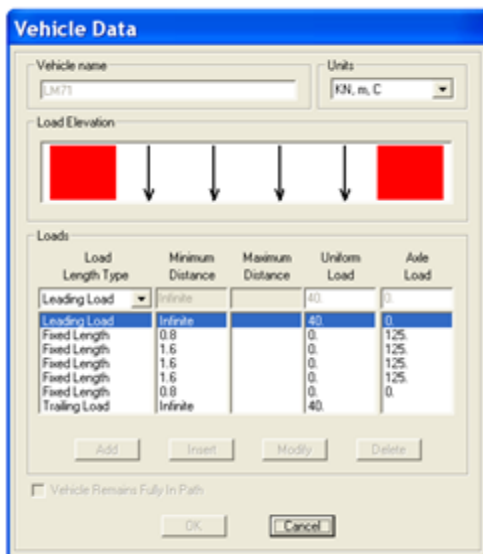 Vehicle Data
Vehicle name
Units
LM71
KN, m, C
Load Elevation
Loads
Load Length Type Minimum Distance Maximum Distance Uniform Load Axle Load
Leading Load Infinite 40. 0.
Leading Load Infinite 40. 0.
Fixed Length 0.8 0. 125.
Fixed Length 1.6 0. 125.
Fixed Length 1.6 0. 125.
Fixed Length 1.6 0. 125.
Fixed Length 0.8 0. 0.
Trailing Load Infinite 40.
Add Insert Modify Delete
Vehicle Remains Fully In Path
OK Cancel